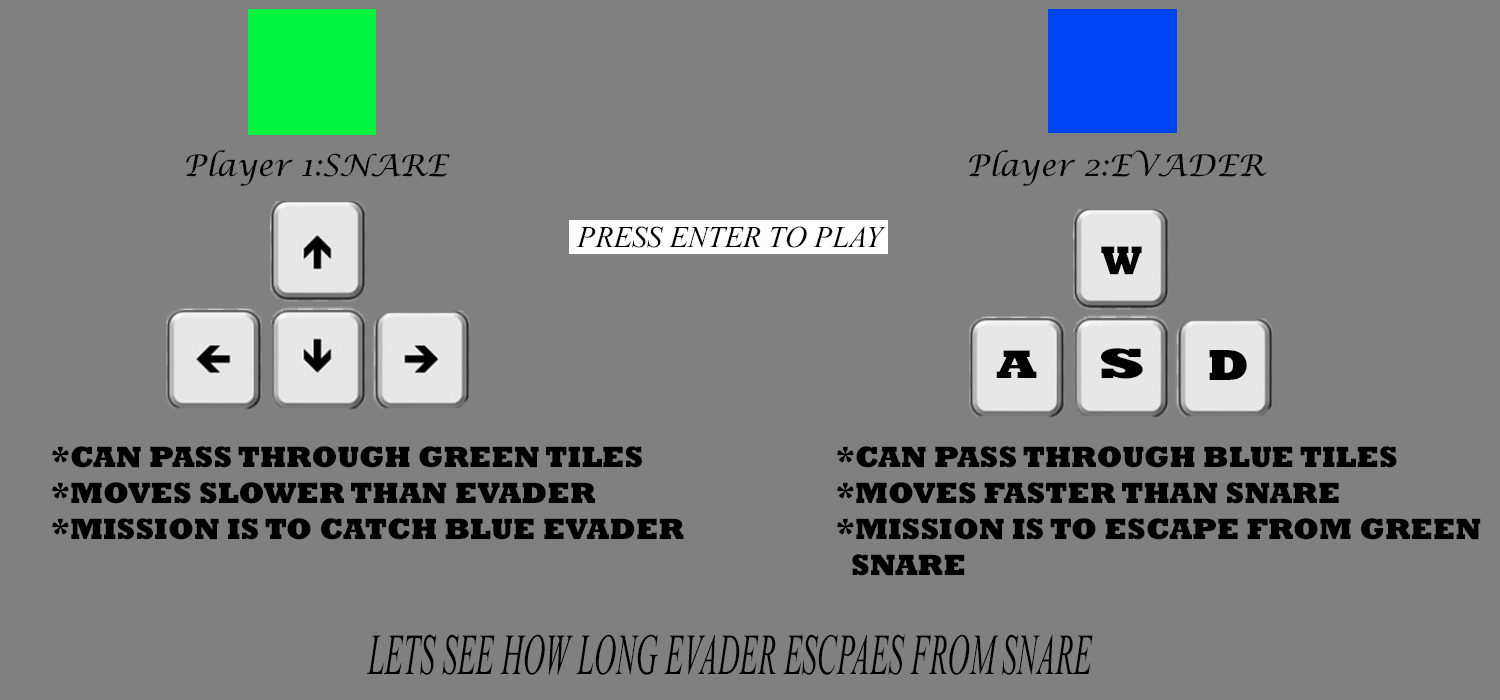 Player 1:SNARE
Player 2:EVADER
PRESS ENTER TO PLAY
↑
← ↓ →
W
A S D
*CAN PASS THROUGH GREEN TILES
*MOVES SLOWER THAN EVADER
*MISSION IS TO CATCH BLUE EVADER
*CAN PASS THROUGH BLUE TILES
*MOVES FASTER THAN SNARE
*MISSION IS TO ESCAPE FROM GREEN
SNARE
LETS SEE HOW LONG EVADER ESCPAES FROM SNARE